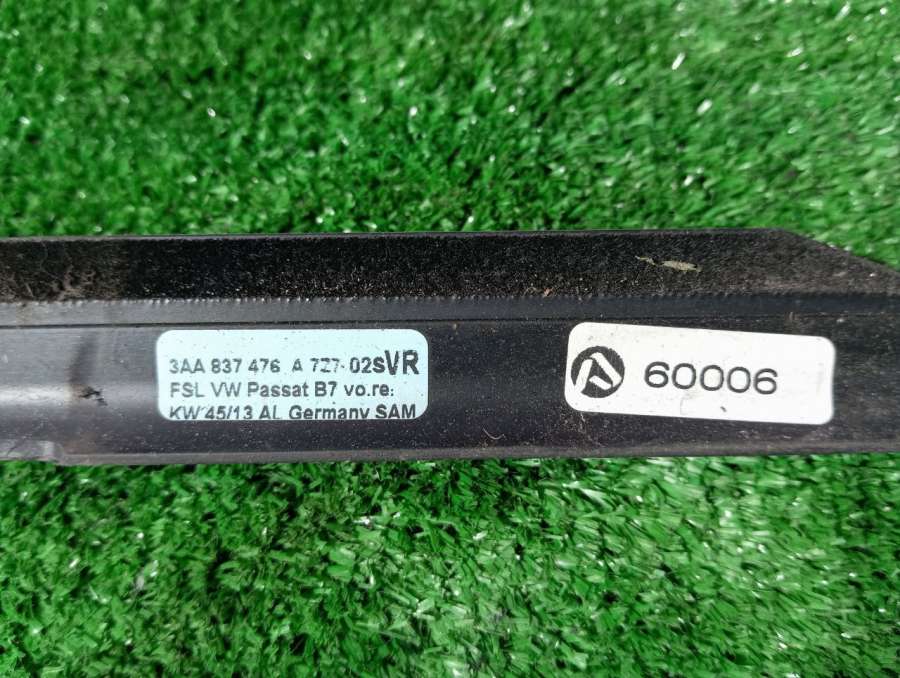 3AA 837 476 A 7Z7-02sVR
FSL VW Passat B7 vo.re:
KW 45/13 AL Germany SAM
60006